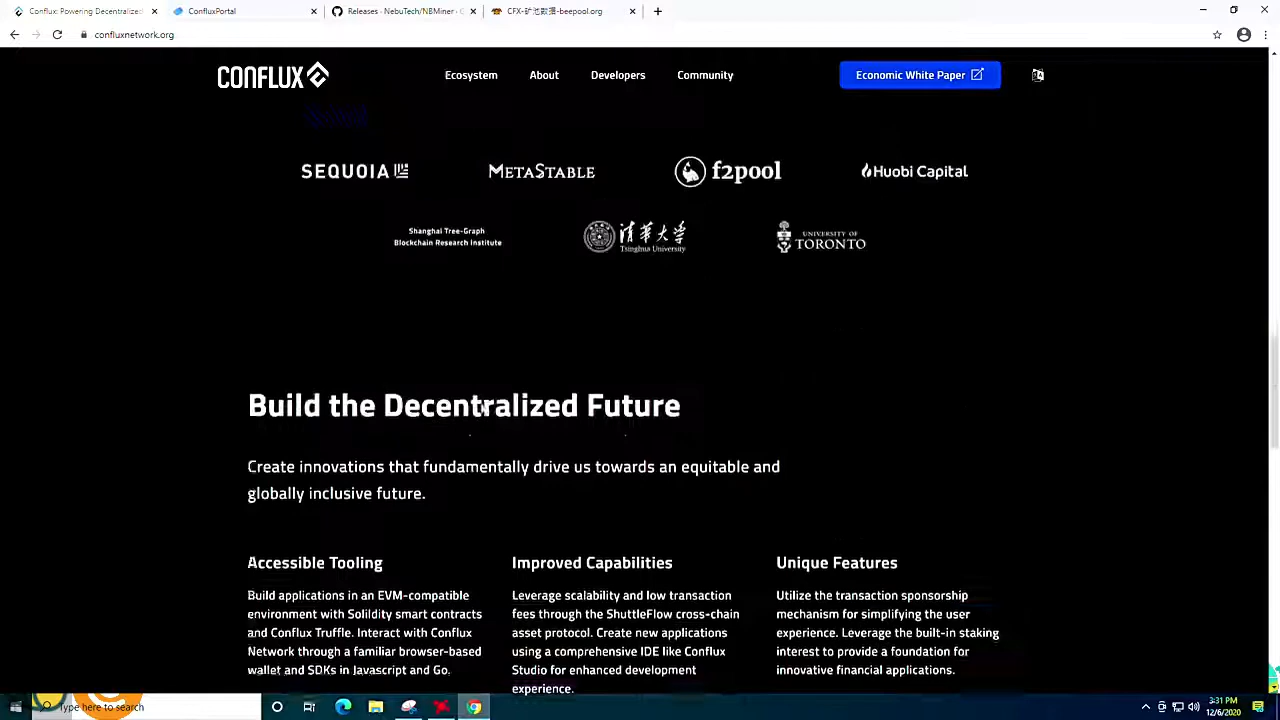 Conflux: Powering Decentralized
ConfluxPortal
Releases - NebuTech/NBMiner - G
CFX-矿池数据-beepool.org
confluxnetwork.org
CONFLUX
Ecosystem
About
Developers
Community
Economic White Paper
SEQUOIA
METASTABLE
f2pool
Huobi Capital
Shanghai Tree-Graph
Blockchain Research Institute
清华大学
Tsinghua University
UNIVERSITY OF
TORONTO
Build the Decentralized Future
Create innovations that fundamentally drive us towards an equitable and
globally inclusive future.
Accessible Tooling
Build applications in an EVM-compatible
environment with Solildity smart contracts
and Conflux Truffle. Interact with Conflux
Network through a familiar browser-based
wallet and SDKs in Javascript and Go.
Improved Capabilities
Leverage scalability and low transaction
fees through the ShuttleFlow cross-chain
asset protocol. Create new applications
using a comprehensive IDE like Conflux
Studio for enhanced development
experience.
Unique Features
Utilize the transaction sponsorship
mechanism for simplifying the user
experience. Leverage the built-in staking
interest to provide a foundation for
innovative financial applications.
Type here to search
3:31 PM
12/6/2020